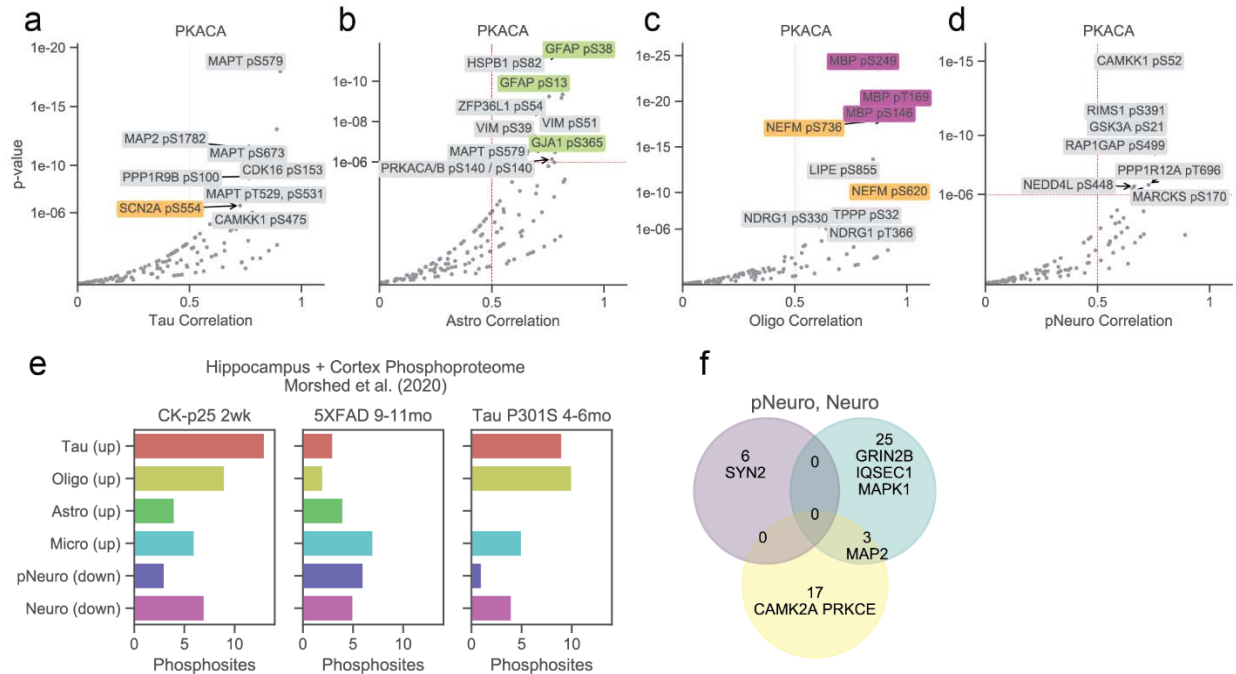 a
PKACA
p-value
1e-20
1e-15
1e-10
1e-06
MAPT pS579
MAP2 pS1782
MAPT pS673
CDK16 pS153
PPP1R9B pS100
MAPT pT529, pS531
SCN2A pS554
CAMKK1 pS475
0
0.5
1
Tau Correlation
b
PKACA
1e-10
1e-08
1e-06
GFAP pS38
HSPB1 pS82
GFAP pS13
ZFP36L1 pS54
VIM pS51
VIM pS39
GJA1 pS365
MAPT pS579
PRKACA/B pS140 / pS140
0
0.5
1
Astro Correlation
c
PKACA
1e-25
1e-20
1e-15
1e-10
1e-06
MBP pS249
MBP pT169
MBP pS146
NEFM pS736
LIPE pS855
NEFM pS620
NDRG1 pS330
TPPP pS32
NDRG1 pT366
0
0.5
1
Oligo Correlation
d
PKACA
1e-15
1e-10
1e-06
CAMKK1 pS52
RIMS1 pS391
GSK3A pS21
RAP1GAP pS499
PPP1R12A pT696
NEDD4L pS448
MARCKS pS170
0
0.5
1
pNeuro Correlation
e
Hippocampus + Cortex Phosphoproteome
Morshed et al. (2020)
CK-p25 2wk
5XFAD 9-11mo
Tau P301S 4-6mo
Tau (up)
Oligo (up)
Astro (up)
Micro (up)
pNeuro (down)
Neuro (down)
0 5 10
0 5 10
0 5 10
Phosphosites
Phosphosites
Phosphosites
f
pNeuro, Neuro
6
SYN2
0
25
GRIN2B
IQSEC1
MAPK1
0
0
3
MAP2
17
CAMK2A PRKCE